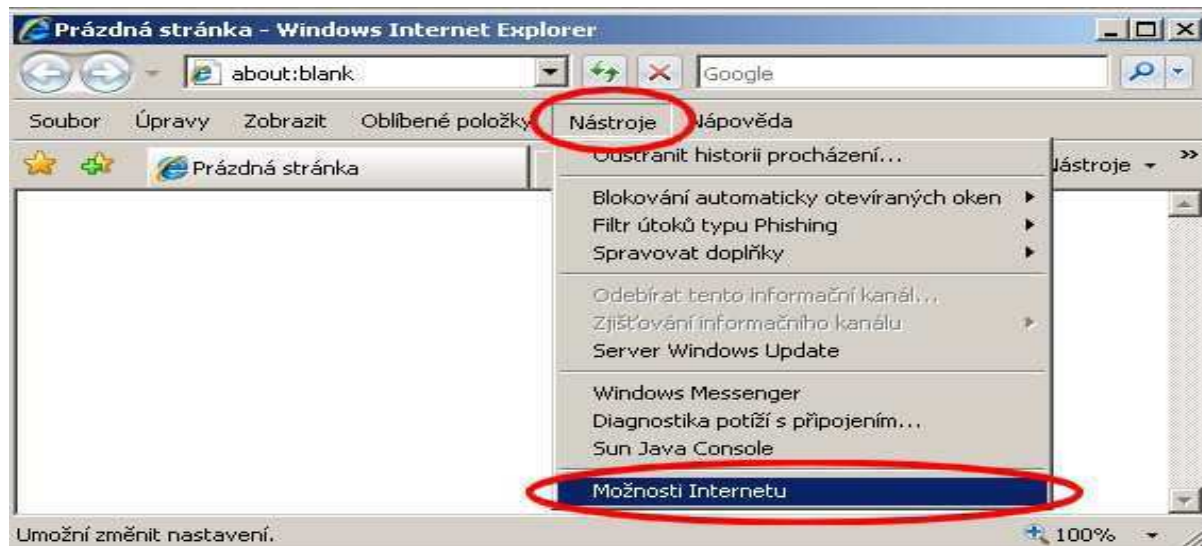 Prázdná stránka - Windows Internet Explorer
about:blank
Google
Soubor Úpravy Zobrazit Oblíbené položky Nástroje Nápověda
Prázdná stránka
Nástroje
Odstranit historii procházení...
Blokování automaticky otevíraných oken
Filtr útoků typu Phishing
Spravovat doplňky
Odebírat tento informační kanál...
Zjišťování informačního kanálu
Server Windows Update
Windows Messenger
Diagnostika potíží s připojením...
Sun Java Console
Možnosti Internetu
Umožní změnit nastavení.
100%